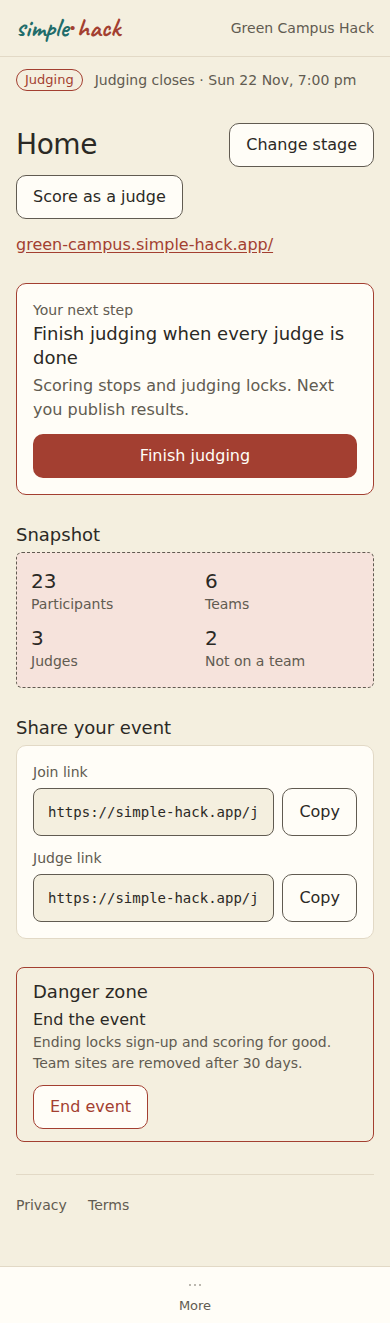 simple·hack
Green Campus Hack
Judging
Judging closes · Sun 22 Nov, 7:00 pm
Home
Change stage
Score as a judge
green-campus.simple-hack.app/
Your next step
Finish judging when every judge is
done
Scoring stops and judging locks. Next
you publish results.
Finish judging
Snapshot
23
Participants
6
Teams
3
Judges
2
Not on a team
Share your event
Join link
https://simple-hack.app/j
Copy
Judge link
https://simple-hack.app/j
Copy
Danger zone
End the event
Ending locks sign-up and scoring for good.
Team sites are removed after 30 days.
End event
Privacy
Terms
...
More